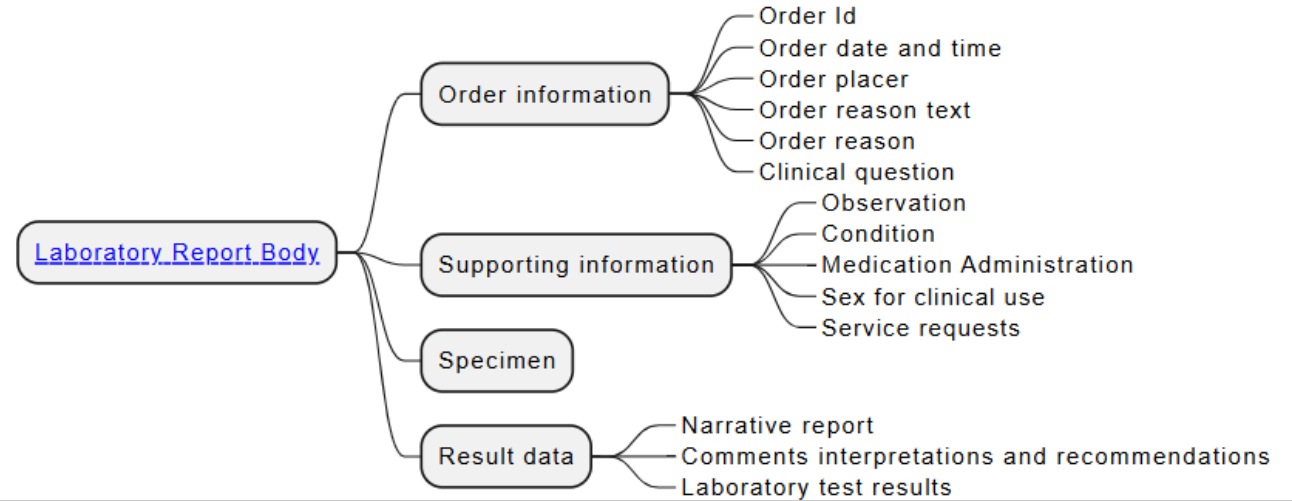 Laboratory Report Body
Order information
Order Id
Order date and time
Order placer
Order reason text
Order reason
Clinical question
Supporting information
Observation
Condition
Medication Administration
Sex for clinical use
Service requests
Specimen
Result data
Narrative report
Comments interpretations and recommendations
Laboratory test results